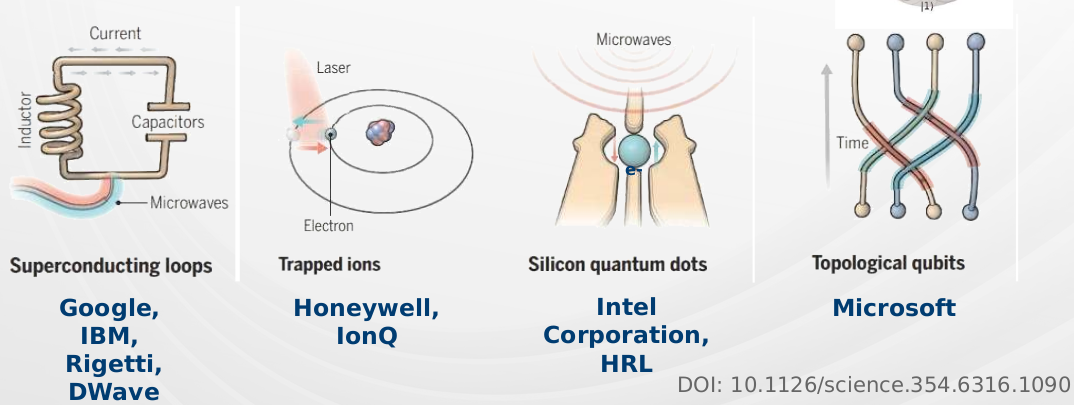 |1⟩
Current
Inductor
Capacitors
Microwaves
Superconducting loops
Google,
IBM,
Rigetti,
DWave
Laser
Electron
Trapped ions
Honeywell,
IonQ
Microwaves
e-
Silicon quantum dots
Intel
Corporation,
HRL
Time
Topological qubits
Microsoft
DOI: 10.1126/science.354.6316.1090